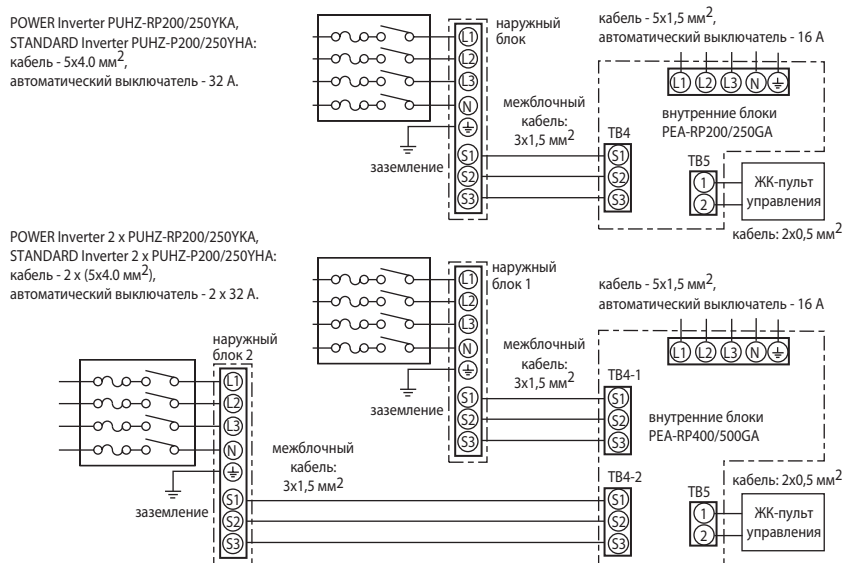 POWER Inverter PUHZ-RP200/250YKA,
STANDARD Inverter PUHZ-P200/250YHA:
кабель - 5x4.0 мм2,
автоматический выключатель - 32 А.
наружный
блок
L1
L2
L3
N
заземление
S1
S2
S3
межблочный
кабель:
3x1,5 мм2
кабель - 5x1,5 мм2,
автоматический выключатель - 16 А
L1 L2 L3 N
внутренние блоки
PEA-RP200/250GA
TB4
S1
S2
S3
TB5
1
2
ЖК-пульт
управления
кабель: 2x0,5 мм2
POWER Inverter 2 x PUHZ-RP200/250YKA,
STANDARD Inverter 2 x PUHZ-P200/250YHA:
кабель - 2 x (5x4.0 мм2),
автоматический выключатель - 2 x 32 А.
наружный
блок 1
L1
L2
L3
N
заземление
S1
S2
S3
межблочный
кабель:
3x1,5 мм2
кабель - 5x1,5 мм2,
автоматический выключатель - 16 А
L1 L2 L3 N
TB4-1
S1
S2
S3
внутренние блоки
PEA-RP400/500GA
наружный
блок 2
L1
L2
L3
N
заземление
S1
S2
S3
межблочный
кабель:
3x1,5 мм2
TB4-2
S1
S2
S3
TB5
1
2
кабель: 2x0,5 мм2
ЖК-пульт
управления